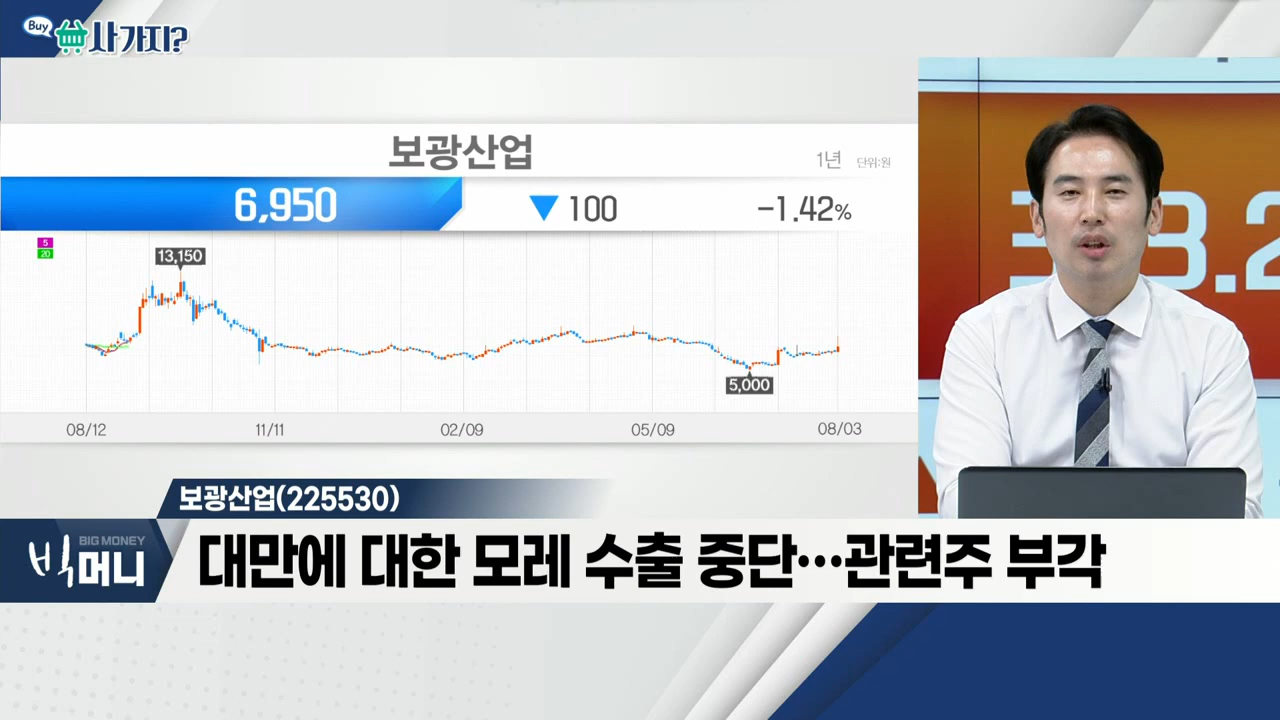 Buy
사가지?
보광산업
1년 단위:원
6,950
▼ 100
-1.42%
5
20
13,150
5,000
08/12
11/11
02/09
05/09
08/03
보광산업(225530)
BIG MONEY
빅머니
대만에 대한 모레 수출 중단…관련주 부각